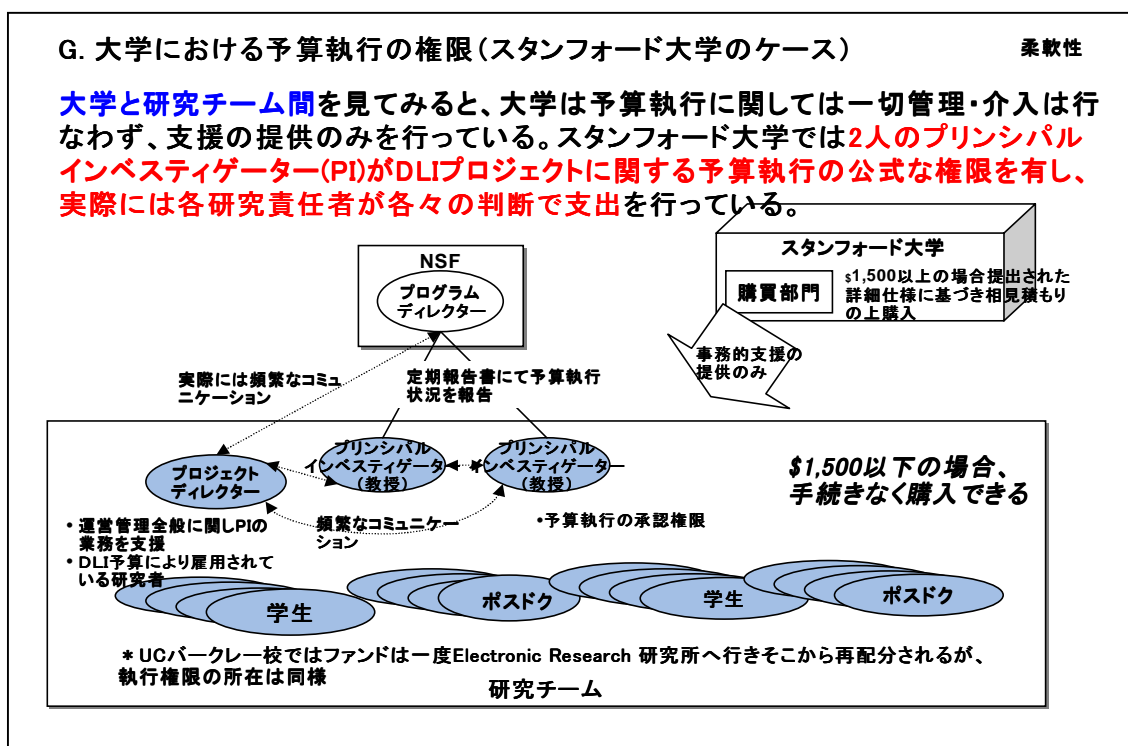 G. 大学における予算執行の権限(スタンフォード大学のケース)
柔軟性
大学と研究チーム間を見てみると、大学は予算執行に関しては一切管理・介入は行
なわず、支援の提供のみを行っている。スタンフォード大学では2人のプリンシパル
インベスティゲーター(PI)がDLIプロジェクトに関する予算執行の公式な権限を有し、
実際には各研究責任者が各々の判断で支出を行っている。
NSF
プログラム
ディレクター
スタンフォード大学
購買部門
$1,500以上の場合提出された
詳細仕様に基づき相見積もり
の上購入
事務的支援の
提供のみ
実際には頻繁なコミュ
ニケーション
定期報告書にて予算執行
状況を報告
プロジェクト
ディレクター
プリンシパル
インベスティゲーター
(教授)
プリンシパル
インベスティゲーター
(教授)
$1,500以下の場合、
手続きなく購入できる
・運営管理全般に関しPIの
業務を支援
・DLI予算により雇用されて
いる研究者
頻繁なコミュニケー
ション
・予算執行の承認権限
学生
ポスドク
学生
ポスドク
＊UCバークレー校ではファンドは一度Electronic Research 研究所へ行きそこから再配分されるが、
執行権限の所在は同様
研究チーム